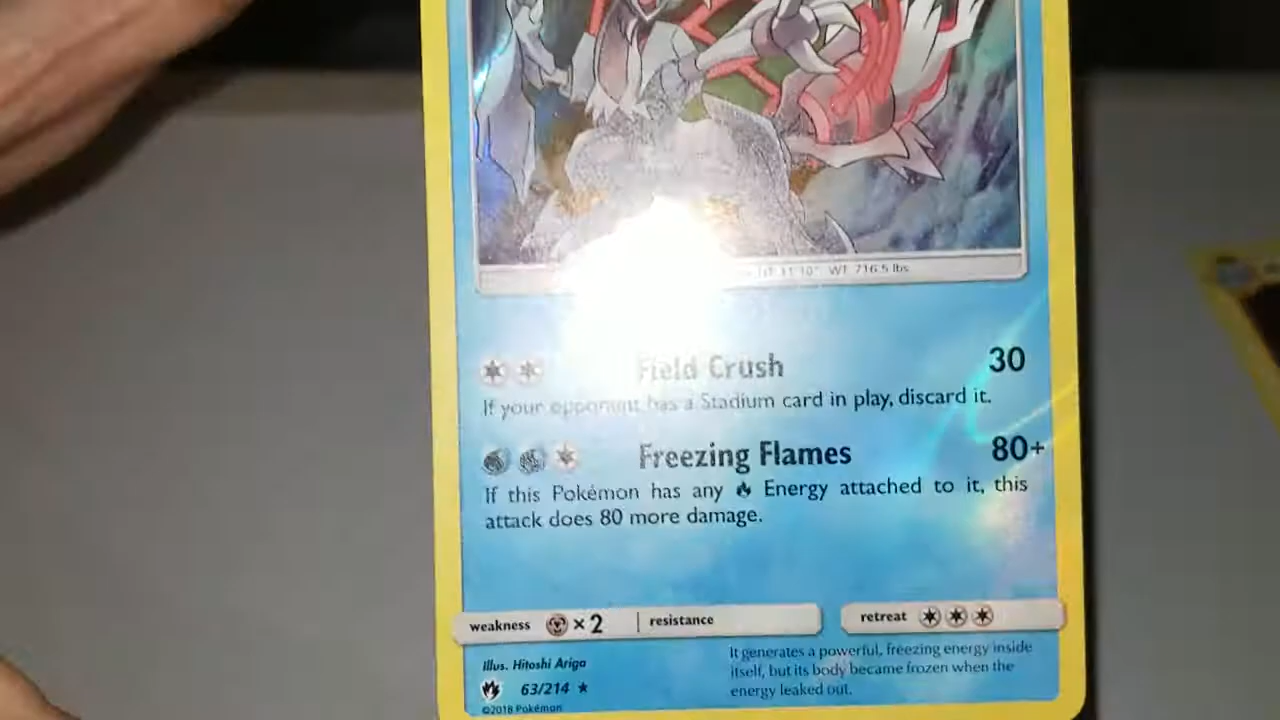 HT: 11'10" WT: 716.5 lbs
Field Crush 30
If your opponent has a Stadium card in play, discard it.
Freezing Flames 80+
If this Pokémon has any Energy attached to it, this
attack does 80 more damage.
weakness ×2 resistance retreat
Illus. Hitoshi Ariga
63/214 ★
©2018 Pokémon
It generates a powerful, freezing energy inside
itself, but its body became frozen when the
energy leaked out.